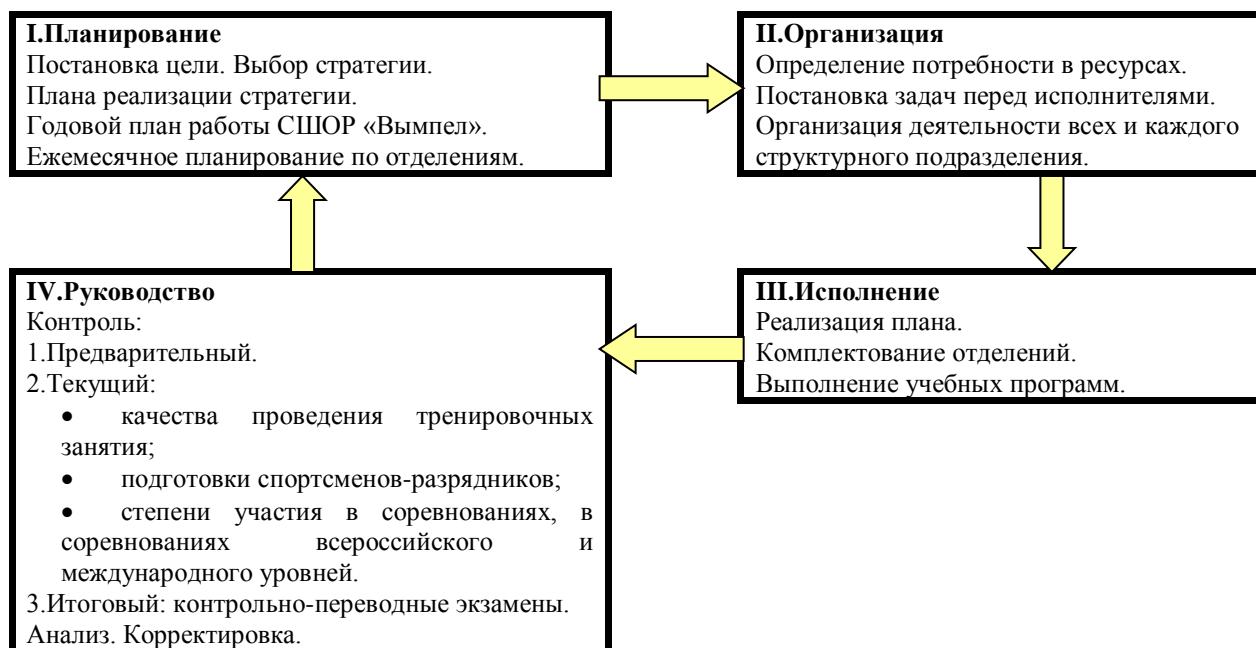 I.Планирование
Постановка цели. Выбор стратегии.
Плана реализации стратегии.
Годовой план работы СШОР «Вымпел».
Ежемесячное планирование по отделениям.
II.Организация
Определение потребности в ресурсах.
Постановка задач перед исполнителями.
Организация деятельности всех и каждого
структурного подразделения.
III.Исполнение
Реализация плана.
Комплектование отделений.
Выполнение учебных программ.
IV.Руководство
Контроль:
1.Предварительный.
2.Текущий:
• качества проведения тренировочных
занятия;
• подготовки спортсменов-разрядников;
• степени участия в соревнованиях, в
соревнованиях всероссийского и
международного уровней.
3.Итоговый: контрольно-переводные экзамены.
Анализ. Корректировка.